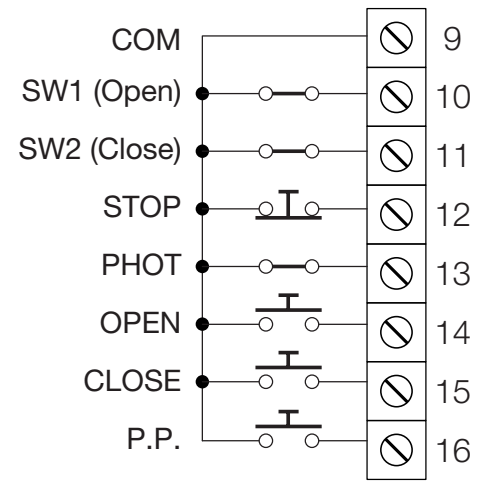 COM 9
SW1 (Open) 10
SW2 (Close) 11
STOP 12
PHOT 13
OPEN 14
CLOSE 15
P.P. 16